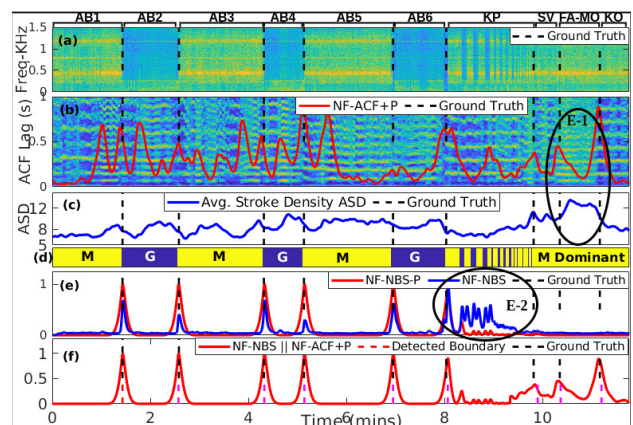 AB1 AB2 AB3 AB4 AB5 AB6 KP SV FA-MO KO
Freq-KHz
1.5
1
0.5
0
(a)
Ground Truth
ACF Lag (s)
1
0.5
0
(b)
NF-ACF+P Ground Truth
E-1
ASD
12
8
5
(c)
Avg. Stroke Density ASD Ground Truth
(d) M G M G M G M Dominant
1
0
(e)
NF-NBS-P NF-NBS Ground Truth
E-2
1
0.5
0
(f)
NF-NBS || NF-ACF+P Detected Boundary Ground Truth
0 2 4 6 8 10
Time (mins)